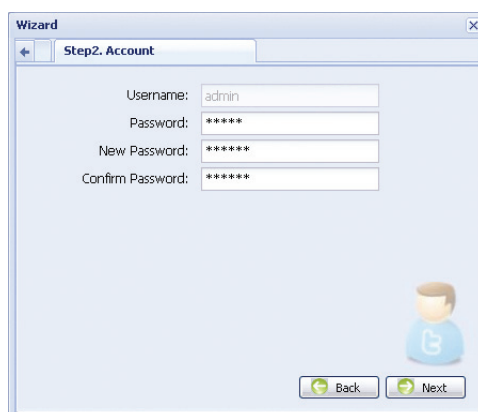 Wizard
Step2. Account
Username: admin
Password: *****
New Password: ******
Confirm Password: ******
t
Back Next